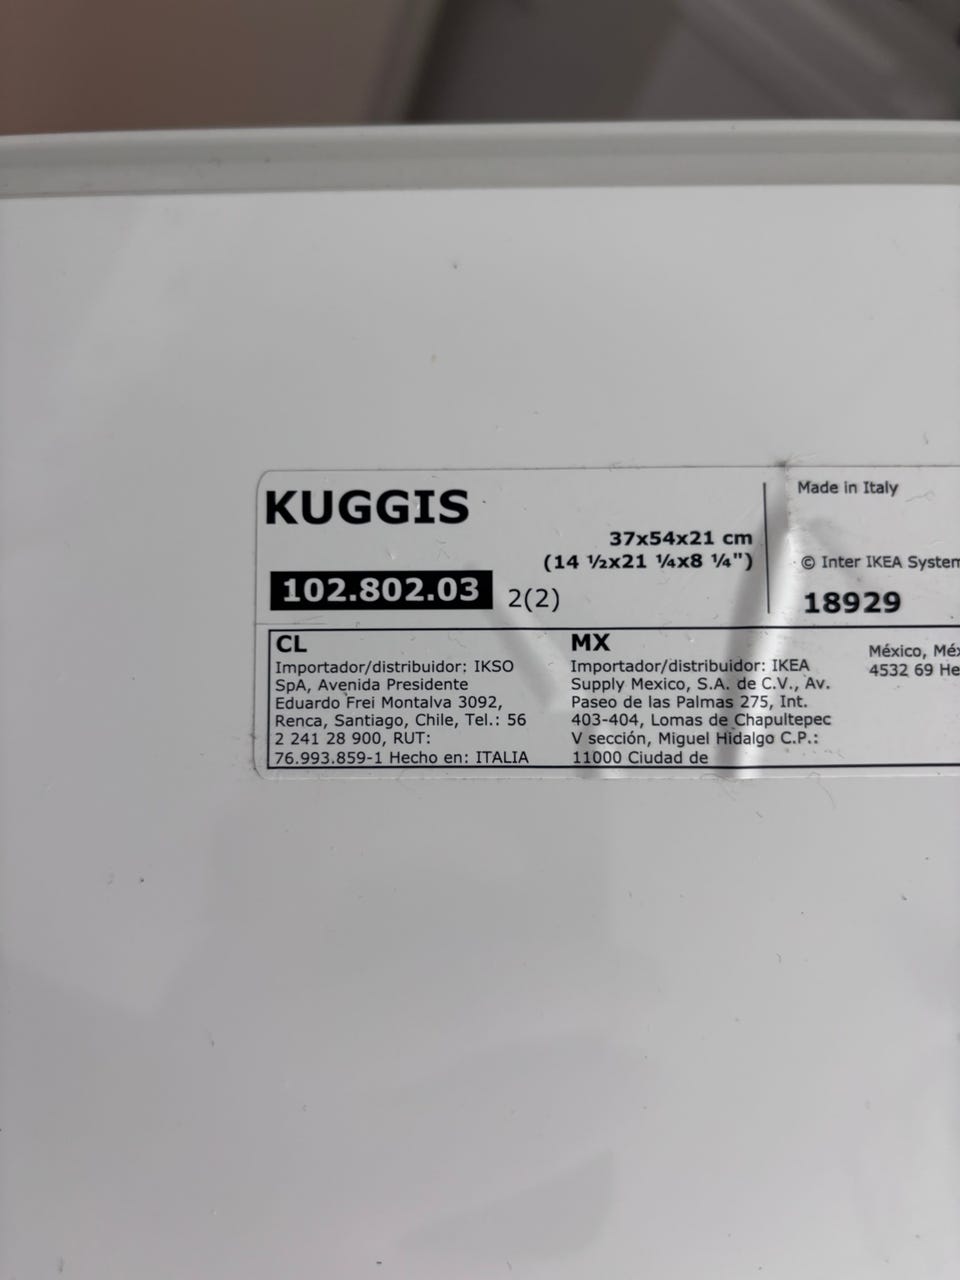 KUGGIS
37x54x21 cm
(14 ½x21 ¼x8 ¼")
102.802.03 2(2)
Made in Italy
© Inter IKEA System
18929
CL
Importador/distribuidor: IKSO
SpA, Avenida Presidente
Eduardo Frei Montalva 3092,
Renca, Santiago, Chile, Tel.: 56
2 241 28 900, RUT:
76.993.859-1 Hecho en: ITALIA
MX
Importador/distribuidor: IKEA
Supply Mexico, S.A. de C.V., Av.
Paseo de las Palmas 275, Int.
403-404, Lomas de Chapultepec
V sección, Miguel Hidalgo C.P.:
11000 Ciudad de
México,
4532 69